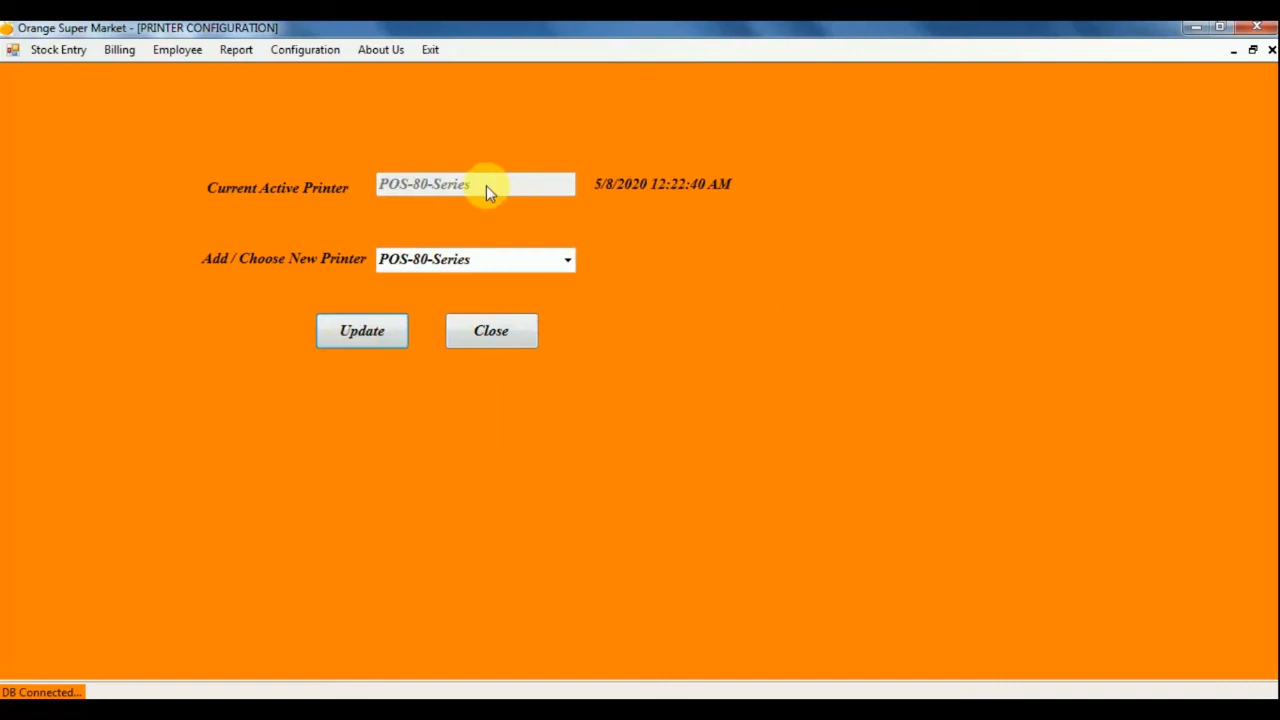 Orange Super Market - [PRINTER CONFIGURATION]
Stock Entry Billing Employee Report Configuration About Us Exit
Current Active Printer POS-80-Series 5/8/2020 12:22:40 AM
Add / Choose New Printer POS-80-Series
Update Close
DB Connected...